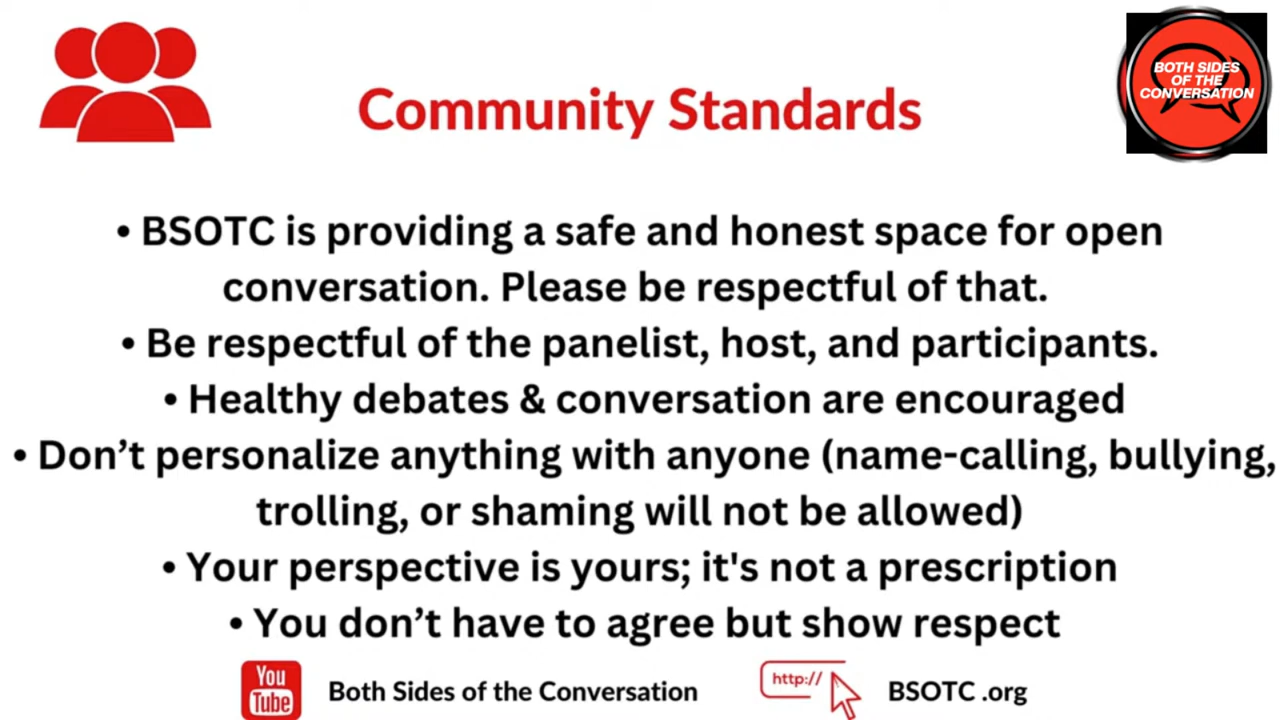 BOTH SIDES
OF THE
CONVERSATION
Community Standards
• BSOTC is providing a safe and honest space for open
conversation. Please be respectful of that.
• Be respectful of the panelist, host, and participants.
• Healthy debates & conversation are encouraged
• Don’t personalize anything with anyone (name-calling, bullying,
trolling, or shaming will not be allowed)
• Your perspective is yours; it's not a prescription
• You don’t have to agree but show respect
You
Tube
Both Sides of the Conversation
http://
BSOTC .org